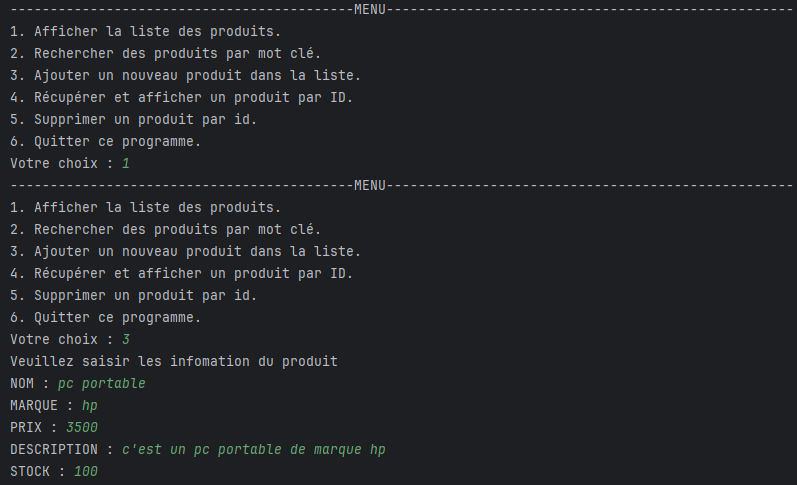 -------------------------------------------MENU---------------------------------------------------
1. Afficher la liste des produits.
2. Rechercher des produits par mot clé.
3. Ajouter un nouveau produit dans la liste.
4. Récupérer et afficher un produit par ID.
5. Supprimer un produit par id.
6. Quitter ce programme.
Votre choix : 1
-------------------------------------------MENU---------------------------------------------------
1. Afficher la liste des produits.
2. Rechercher des produits par mot clé.
3. Ajouter un nouveau produit dans la liste.
4. Récupérer et afficher un produit par ID.
5. Supprimer un produit par id.
6. Quitter ce programme.
Votre choix : 3
Veuillez saisir les infomation du produit
NOM : pc portable
MARQUE : hp
PRIX : 3500
DESCRIPTION : c'est un pc portable de marque hp
STOCK : 100